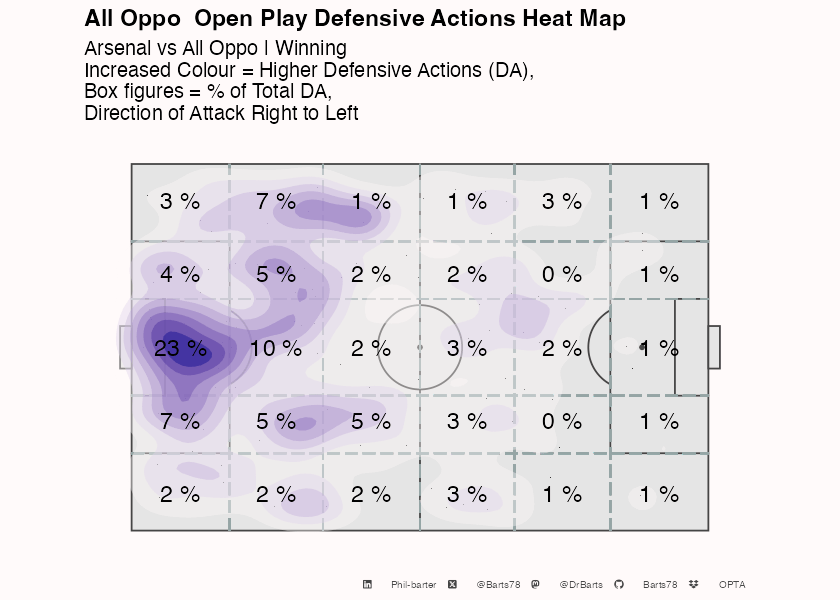 All Oppo  Open Play Defensive Actions Heat Map
Arsenal vs All Oppo | Winning
Increased Colour = Higher Defensive Actions (DA),
Box figures = % of Total DA,
Direction of Attack Right to Left
3 % 7 % 1 % 1 % 3 % 1 %
4 % 5 % 2 % 2 % 0 % 1 %
23 % 10 % 2 % 3 % 2 % 1 %
7 % 5 % 5 % 3 % 0 % 1 %
2 % 2 % 2 % 3 % 1 % 1 %
Phil-barter @Barts78 @DrBarts Barts78 OPTA